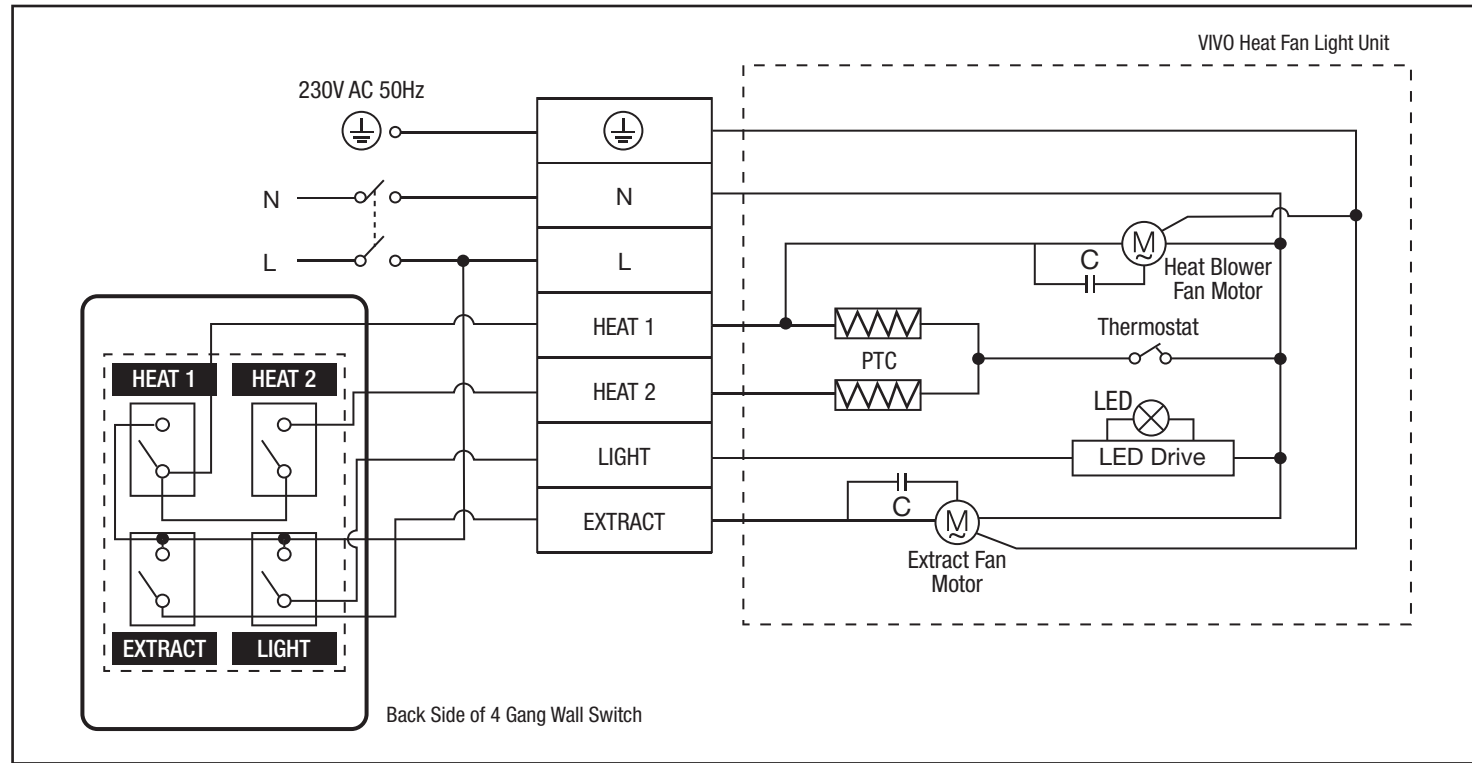 VIVO Heat Fan Light Unit
230V AC 50Hz
N
N
L
L
C
M
Heat Blower
Fan Motor
HEAT 1
PTC
Thermostat
HEAT 1
HEAT 2
HEAT 2
LED
LED Drive
LIGHT
C
M
EXTRACT
Extract Fan
Motor
EXTRACT
LIGHT
Back Side of 4 Gang Wall Switch